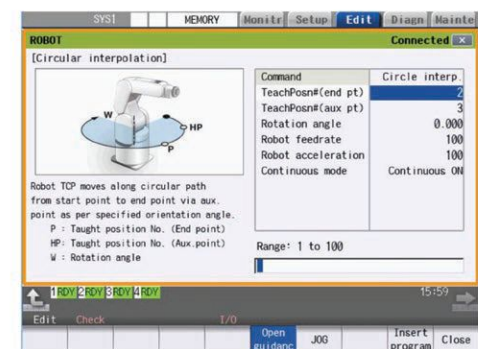 SYS1 MEMORY Monitr Setup Edit Diagn Mainte
ROBOT Connected
[Circular interpolation]
W
HP
P
Robot TCP moves along circular path
from start point to end point via aux.
point as per specified orientation angle.
P : Taught position No. (End point)
HP: Taught position No. (Aux.point)
W : Rotation angle
Command Circle interp.
TeachPosn#(end pt) 2
TeachPosn#(aux pt) 3
Rotation angle 0.000
Robot feedrate 100
Robot acceleration 100
Continuous mode Continuous ON
Range: 1 to 100
1RDY 2RDY 3RDY 4RDY 15:59
Edit Check I/O
Open guidanc JOG Insert program Close